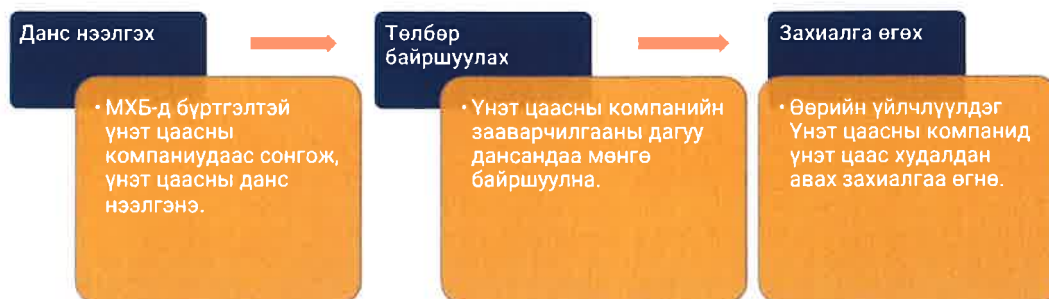 Данс нээлгэх
• МХБ-д бүртгэлтэй
үнэт цаасны
компаниудаас сонгож,
үнэт цаасны данс
нээлгэнэ.
Төлбөр
байршуулах
• Үнэт цаасны компанийн
зааварчилгааны дагуу
дансандаа мөнгө
байршуулна.
Захиалга өгөх
• Өөрийн үйлчлүүлдэг
Үнэт цаасны компанид
үнэт цаас худалдан
авах захиалгаа өгнө.